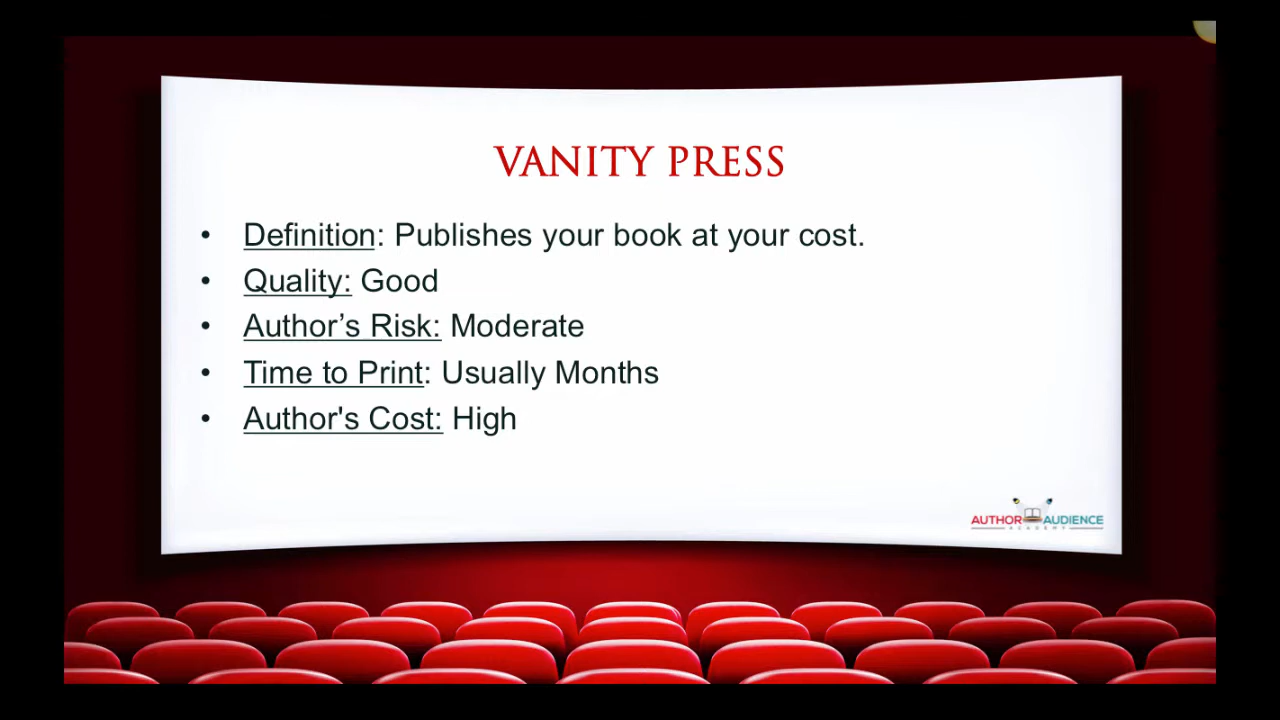 VANITY PRESS
• Definition: Publishes your book at your cost.
• Quality: Good
• Author’s Risk: Moderate
• Time to Print: Usually Months
• Author's Cost: High
AUTHOR AUDIENCE
ACADEMY